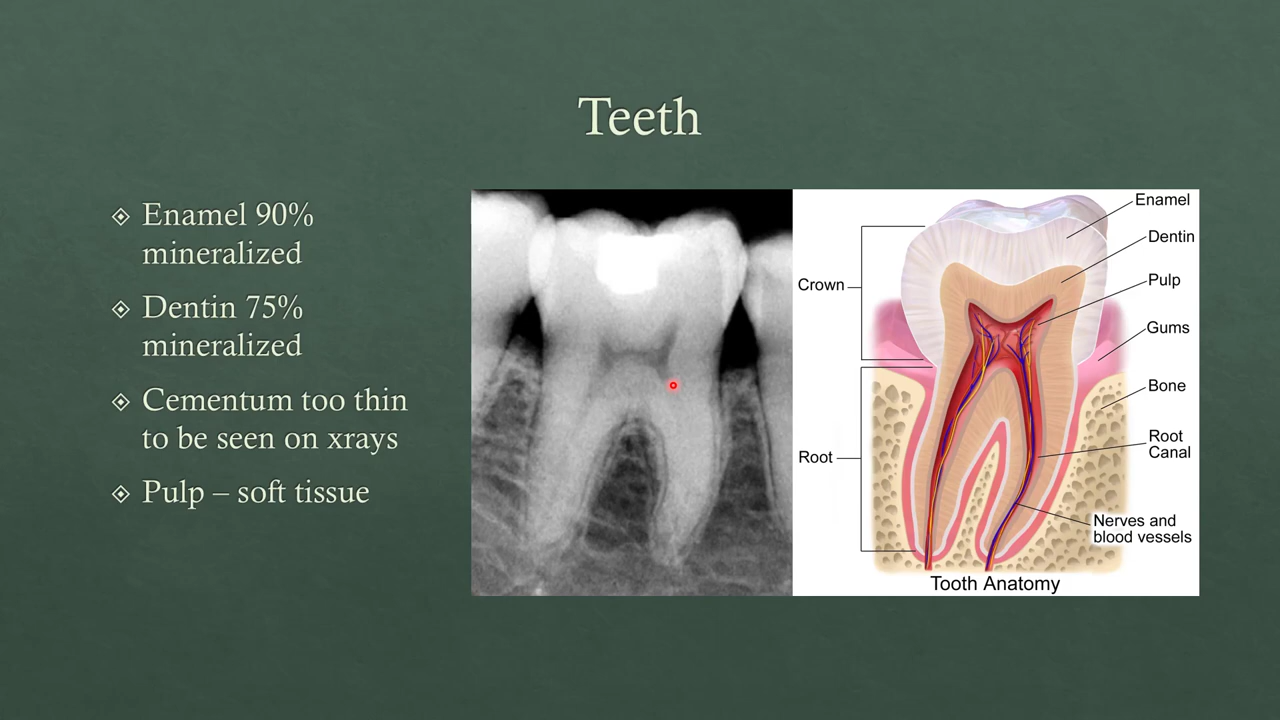 Teeth
Enamel 90%
mineralized
Dentin 75%
mineralized
Cementum too thin
to be seen on xrays
Pulp – soft tissue
Enamel
Dentin
Crown
Pulp
Gums
Bone
Root
Canal
Root
Nerves and
blood vessels
Tooth Anatomy